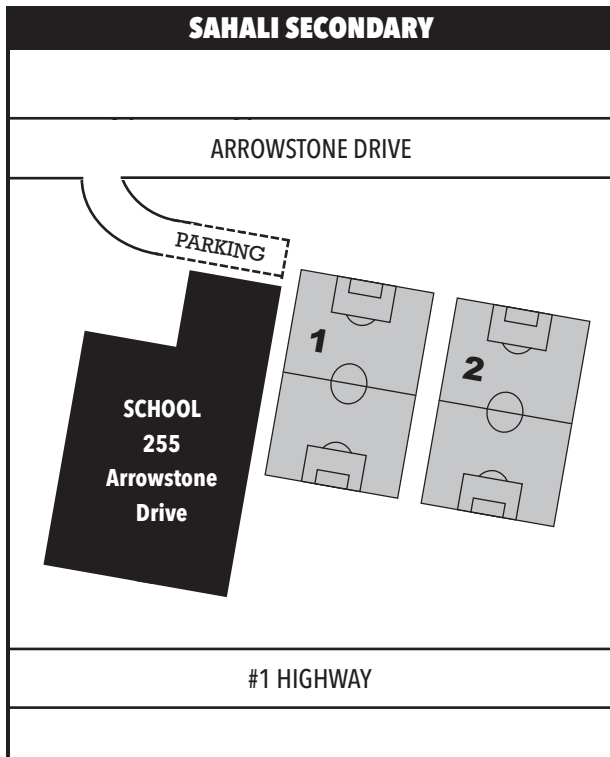 SAHALI SECONDARY
ARROWSTONE DRIVE
PARKING
1
2
SCHOOL
255
Arrowstone
Drive
#1 HIGHWAY